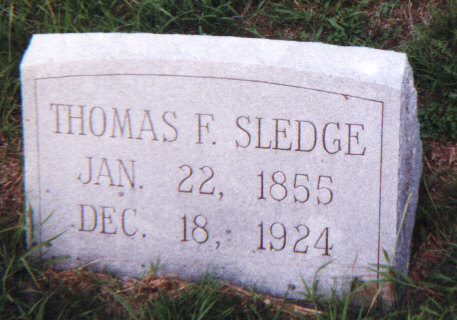 THOMAS F. SLEDGE
JAN. 22, 1855
DEC. 18, 1924